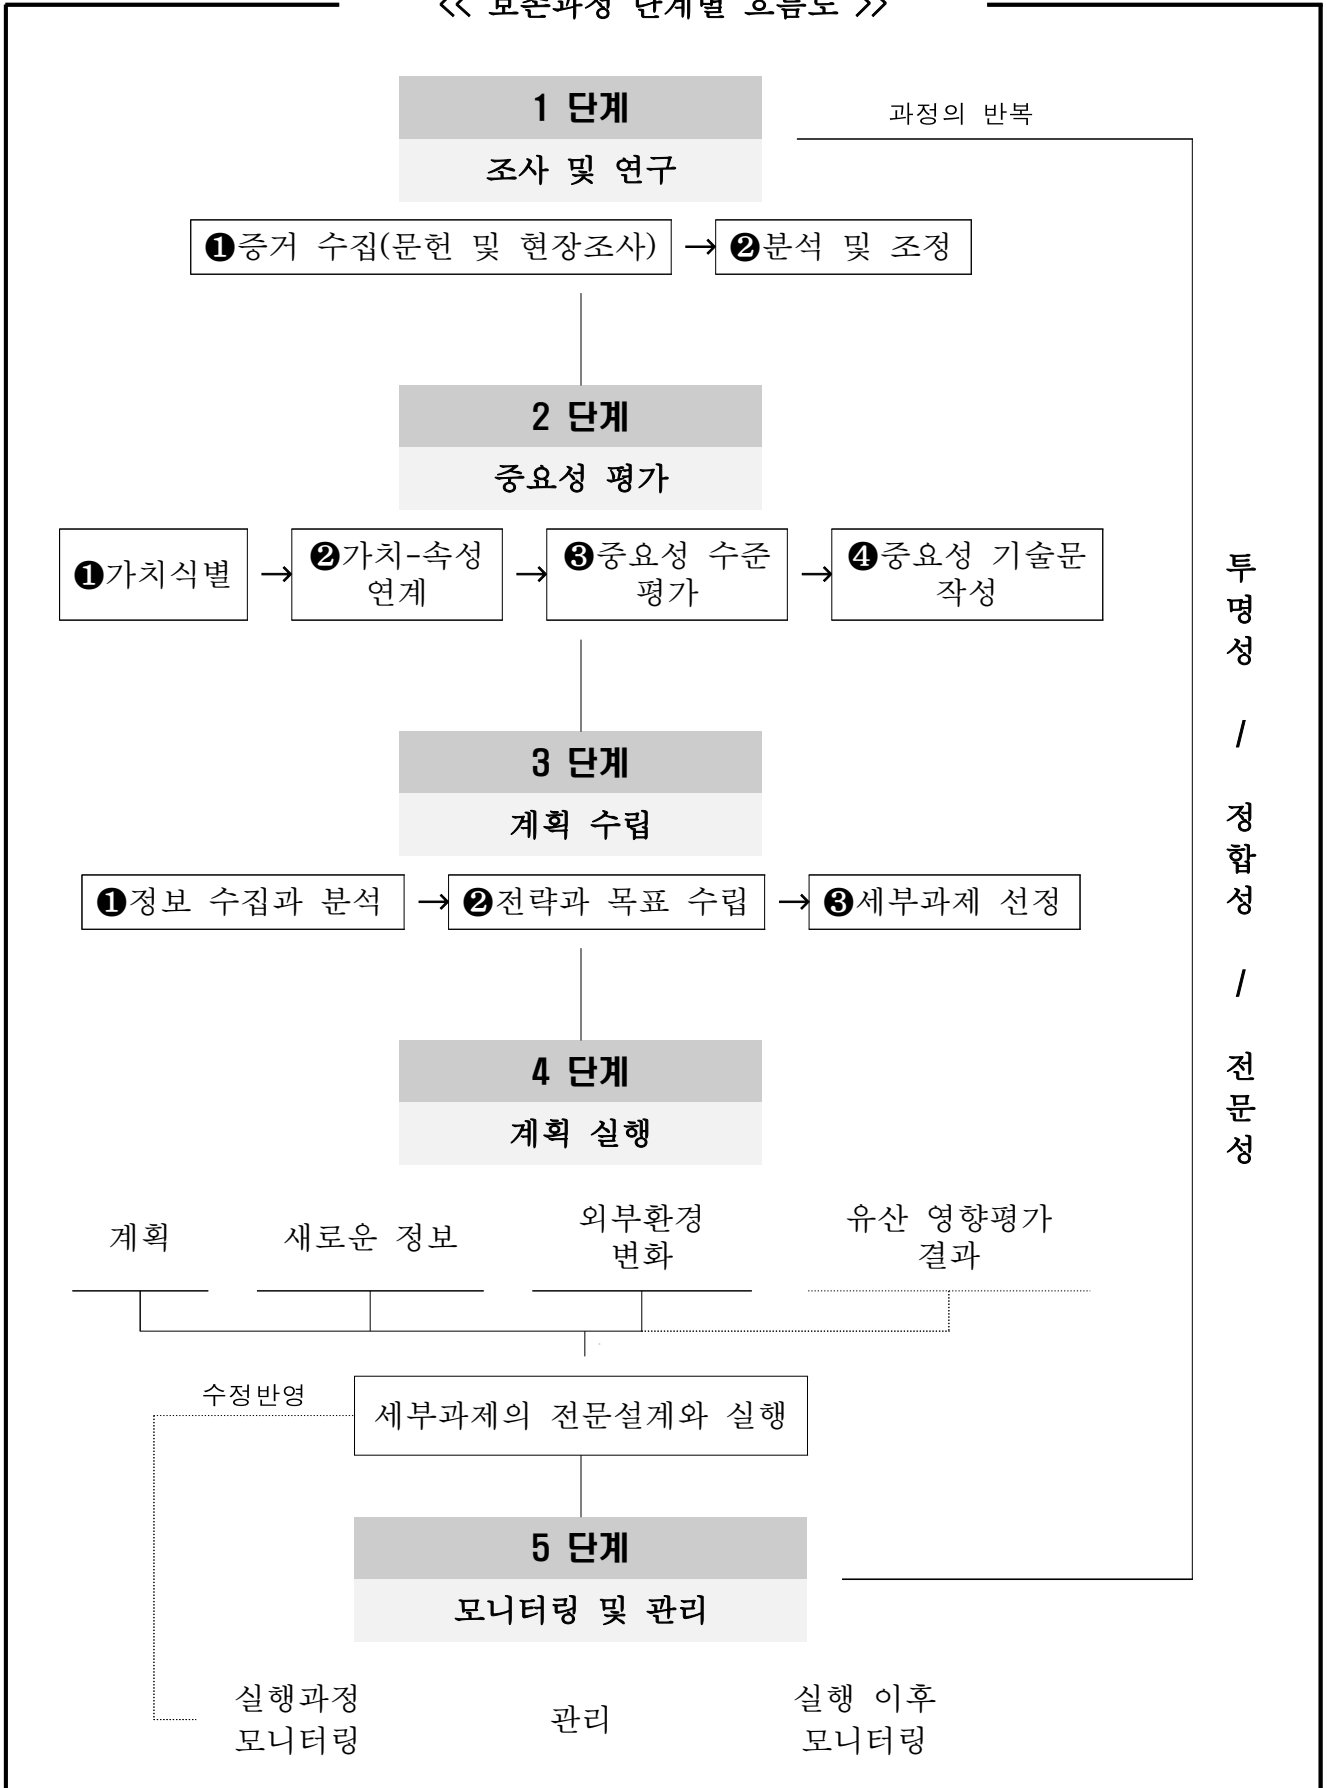 << 보존과정 단계별 흐름도 >>
1 단계
과정의 반복
조사 및 연구
❶증거 수집(문헌 및 현장조사) → ❷분석 및 조정
2 단계
중요성 평가
❶가치식별 → ❷가치-속성
연계
→ ❸중요성 수준
평가
→ ❹중요성 기술문
작성
3 단계
계획 수립
❶정보 수집과 분석 → ❷전략과 목표 수립 → ❸세부과제 선정
4 단계
계획 실행
계획
새로운 정보
외부환경
변화
유산 영향평가
결과
수정반영
세부과제의 전문설계와 실행
5 단계
모니터링 및 관리
실행과정
모니터링
관리
실행 이후
모니터링
투
명
성
/
정
합
성
/
전
문
성